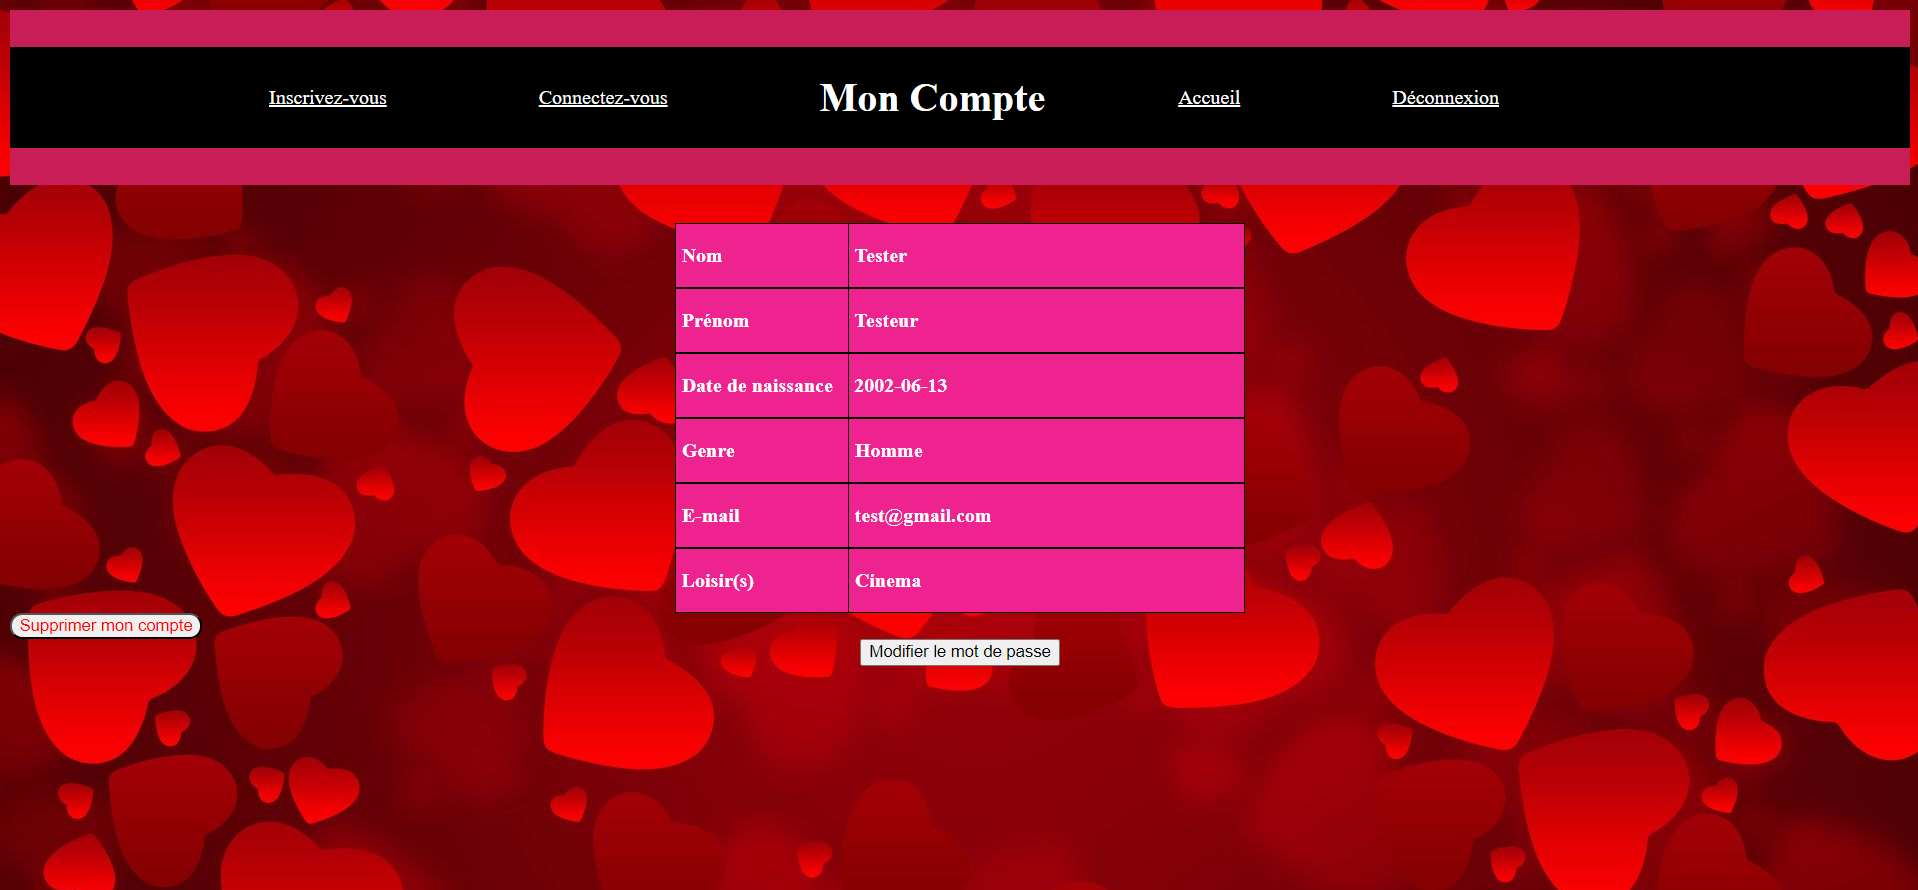 Inscrivez-vous Connectez-vous Mon Compte Accueil Déconnexion
Nom Tester
Prénom Testeur
Date de naissance 2002-06-13
Genre Homme
E-mail test@gmail.com
Loisir(s) Cinema
Supprimer mon compte
Modifier le mot de passe